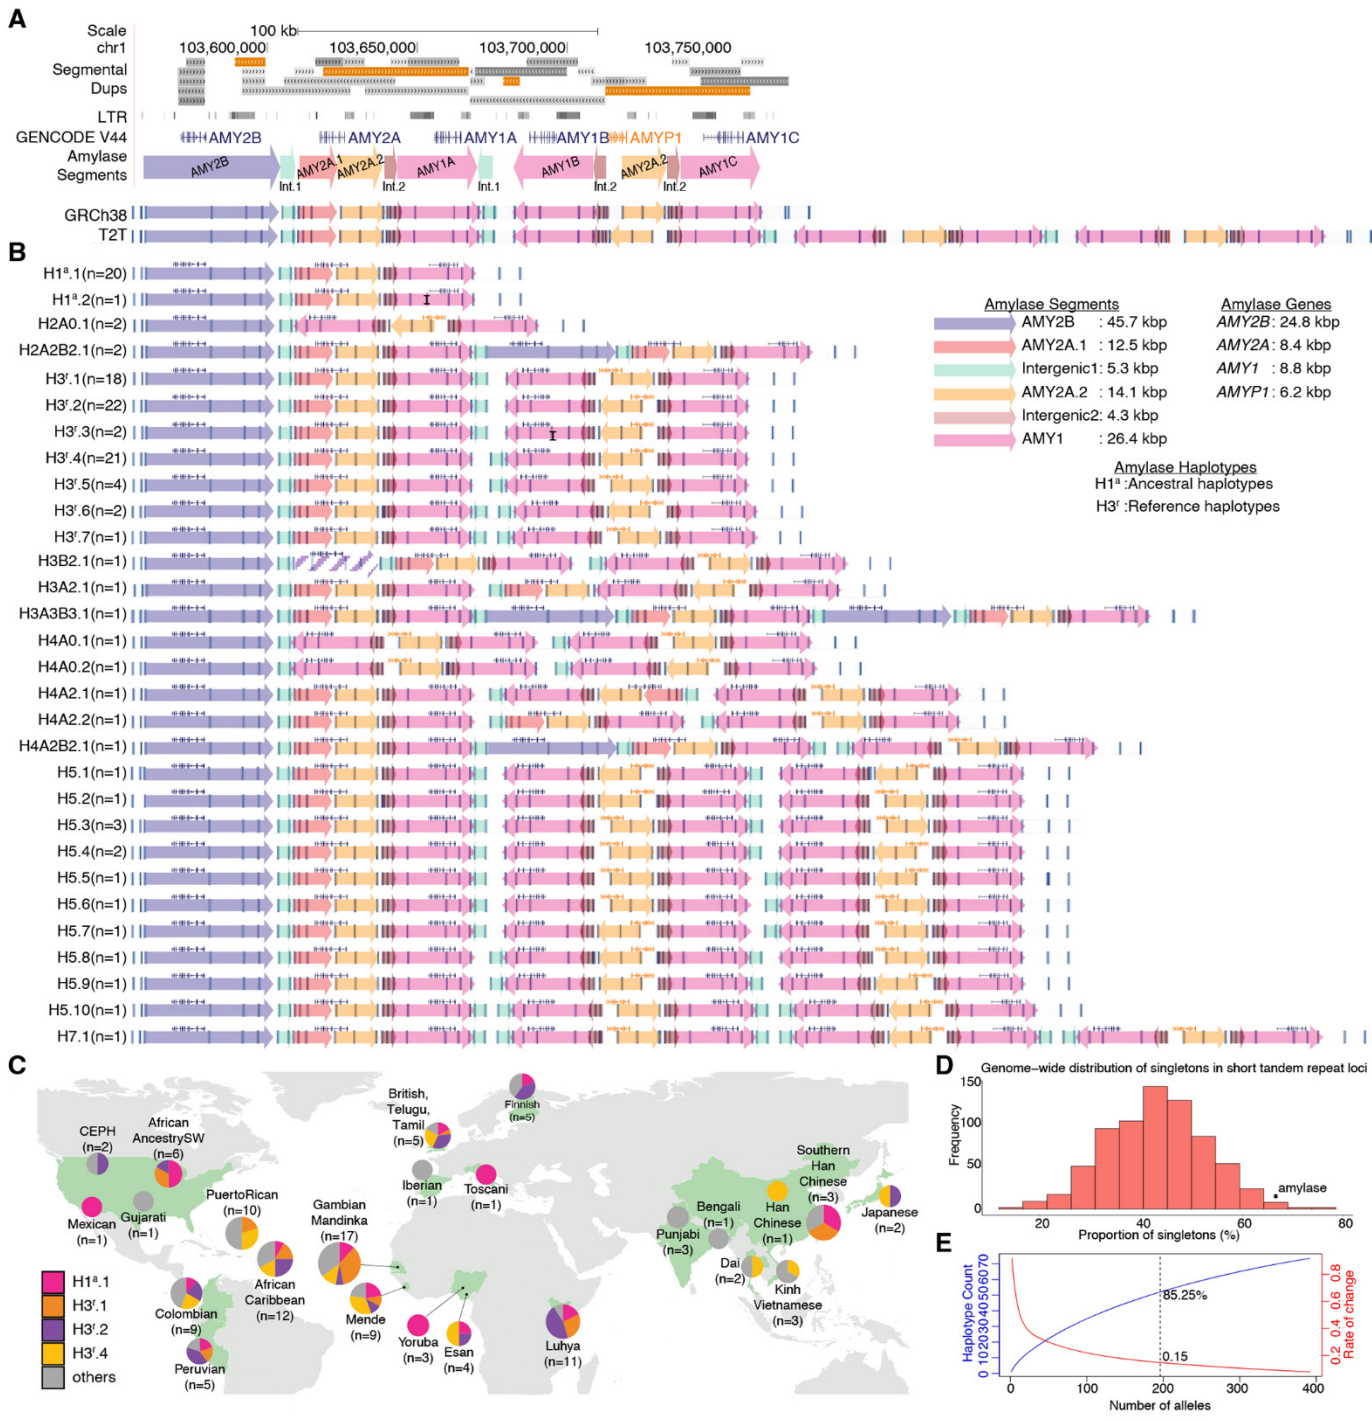 A
Scale
100 kb
chr1
103,600,000
103,650,000
103,700,000
103,750,000
Segmental
Dups
LTR
GENCODE V44
AMY2B
AMY2A
AMY1A
AMY1B
AMYP1
AMY1C
Amylase
Segments
AMY2B
AMY2A.1
AMY2A.2
AMY1A
AMY1B
AMY2A.2
AMY1C
Int.1
Int.2
Int.1
Int.2
Int.2
GRCh38
T2T
B
H1ª.1(n=20)
H1ª.2(n=1)
H2A0.1(n=2)
H2A2B2.1(n=2)
H3ʳ.1(n=18)
H3ʳ.2(n=22)
H3ʳ.3(n=2)
H3ʳ.4(n=21)
H3ʳ.5(n=4)
H3ʳ.6(n=2)
H3ʳ.7(n=1)
H3B2.1(n=1)
H3A2.1(n=1)
H3A3B3.1(n=1)
H4A0.1(n=1)
H4A0.2(n=1)
H4A2.1(n=1)
H4A2.2(n=1)
H4A2B2.1(n=1)
H5.1(n=1)
H5.2(n=1)
H5.3(n=3)
H5.4(n=2)
H5.5(n=1)
H5.6(n=1)
H5.7(n=1)
H5.8(n=1)
H5.9(n=1)
H5.10(n=1)
H7.1(n=1)
Amylase Segments
AMY2B : 45.7 kbp
AMY2A.1 : 12.5 kbp
Intergenic1: 5.3 kbp
AMY2A.2 : 14.1 kbp
Intergenic2: 4.3 kbp
AMY1 : 26.4 kbp
Amylase Genes
AMY2B: 24.8 kbp
AMY2A: 8.4 kbp
AMY1 : 8.8 kbp
AMYP1: 6.2 kbp
Amylase Haplotypes
H1ª :Ancestral haplotypes
H3ʳ :Reference haplotypes
C
CEPH
(n=2)
African
AncestrySW
(n=6)
Mexican
(n=1)
Gujarati
(n=1)
PuertoRican
(n=10)
African
Caribbean
(n=12)
Colombian
(n=9)
Peruvian
(n=5)
British,
Telugu,
Tamil
(n=5)
Finnish
(n=5)
Iberian
(n=1)
Toscani
(n=1)
Gambian
Mandinka
(n=17)
Mende
(n=9)
Yoruba
(n=3)
Esan
(n=4)
Luhya
(n=11)
Punjabi
(n=3)
Bengali
(n=1)
Dai
(n=2)
Han
Chinese
(n=1)
Southern
Han
Chinese
(n=3)
Kinh
Vietnamese
(n=3)
Japanese
(n=2)
H1ª.1
H3ʳ.1
H3ʳ.2
H3ʳ.4
others
D
Genome−wide distribution of singletons in short tandem repeat loci
Frequency
0
50
100
150
amylase
20
40
60
80
Proportion of singletons (%)
E
Haplotype Count
0 10 20 30 40 50 60 70
85.25%
0.15
0.2 0.4 0.6 0.8
Rate of change
0
100
200
300
400
Number of alleles